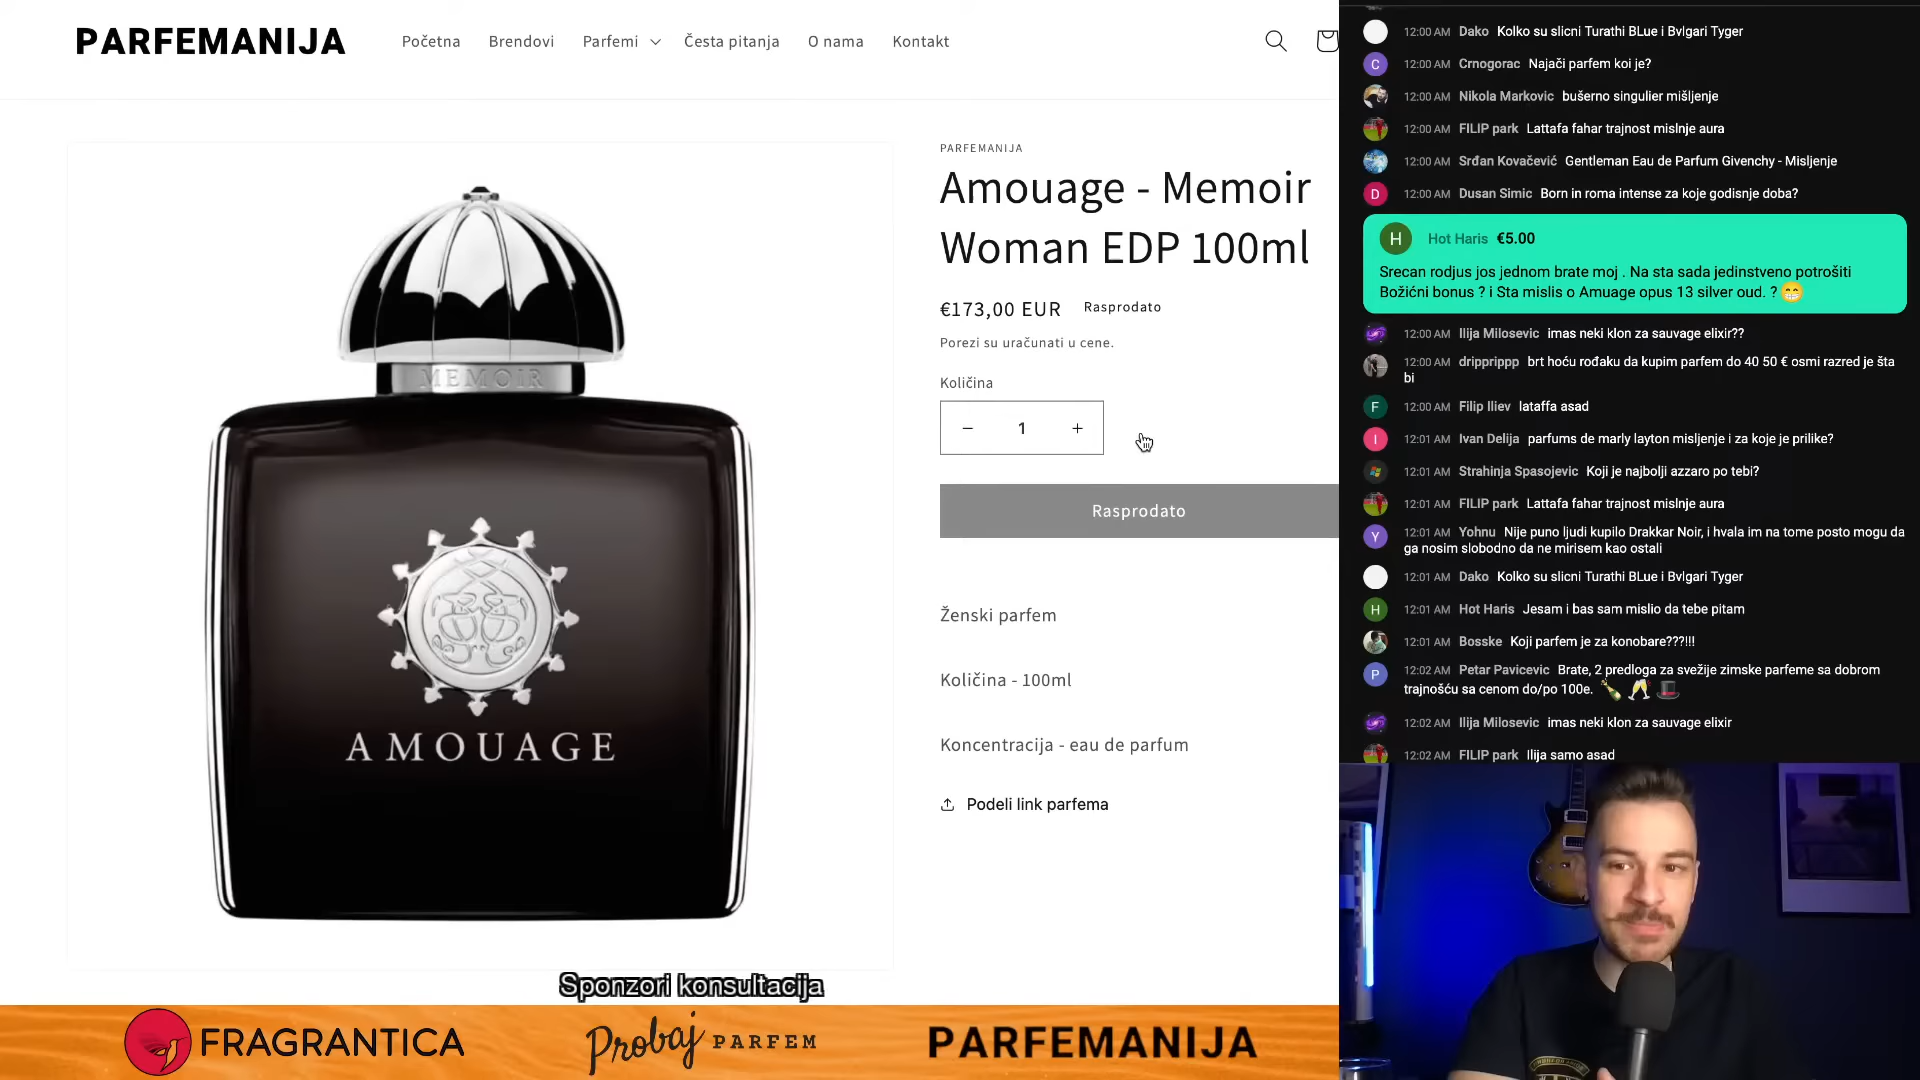 PARFEMANIJA
Početna
Brendovi
Parfemi
Česta pitanja
O nama
Kontakt
MEMOIR
AMOUAGE
PARFEMANIJA
Amouage - Memoir
Woman EDP 100ml
€173,00 EUR
Rasprodato
Porezi su uračunati u cene.
Količina
1
Rasprodato
Ženski parfem
Količina - 100ml
Koncentracija - eau de parfum
Podeli link parfema
Sponzori konsultacija
FRAGRANTICA
Probaj PARFEM
PARFEMANIJA
12:00 AM Dako Kolko su slicni Turathi BLue i Bvlgari Tyger
C 12:00 AM Crnogorac Najači parfem koi je?
12:00 AM Nikola Markovic bušerno singulier mišljenje
12:00 AM FILIP park Lattafa fahar trajnost mislnje aura
12:00 AM Srđan Kovačević Gentleman Eau de Parfum Givenchy - Misljenje
D 12:00 AM Dusan Simic Born in roma intense za koje godisnje doba?
H Hot Haris €5.00
Srecan rodjus jos jednom brate moj . Na sta sada jedinstveno potrošiti
Božićni bonus ? i Sta mislis o Amuage opus 13 silver oud. ? 😁
12:00 AM Ilija Milosevic imas neki klon za sauvage elixir??
12:00 AM dripprippp brt hoću rođaku da kupim parfem do 40 50 € osmi razred je šta
bi
F 12:00 AM Filip Iliev lataffa asad
I 12:01 AM Ivan Delija parfums de marly layton misljenje i za koje je prilike?
12:01 AM Strahinja Spasojevic Koji je najbolji azzaro po tebi?
12:01 AM FILIP park Lattafa fahar trajnost mislnje aura
Y 12:01 AM Yohnu Nije puno ljudi kupilo Drakkar Noir, i hvala im na tome posto mogu da
ga nosim slobodno da ne mirisem kao ostali
12:01 AM Dako Kolko su slicni Turathi BLue i Bvlgari Tyger
H 12:01 AM Hot Haris Jesam i bas sam mislio da tebe pitam
12:01 AM Bosske Koji parfem je za konobare???!!!
P 12:02 AM Petar Pavicevic Brate, 2 predloga za svežije zimske parfeme sa dobrom
trajnošću sa cenom do/po 100e. 🍾 🥂 🎩
12:02 AM Ilija Milosevic imas neki klon za sauvage elixir
12:02 AM FILIP park Ilija samo asad